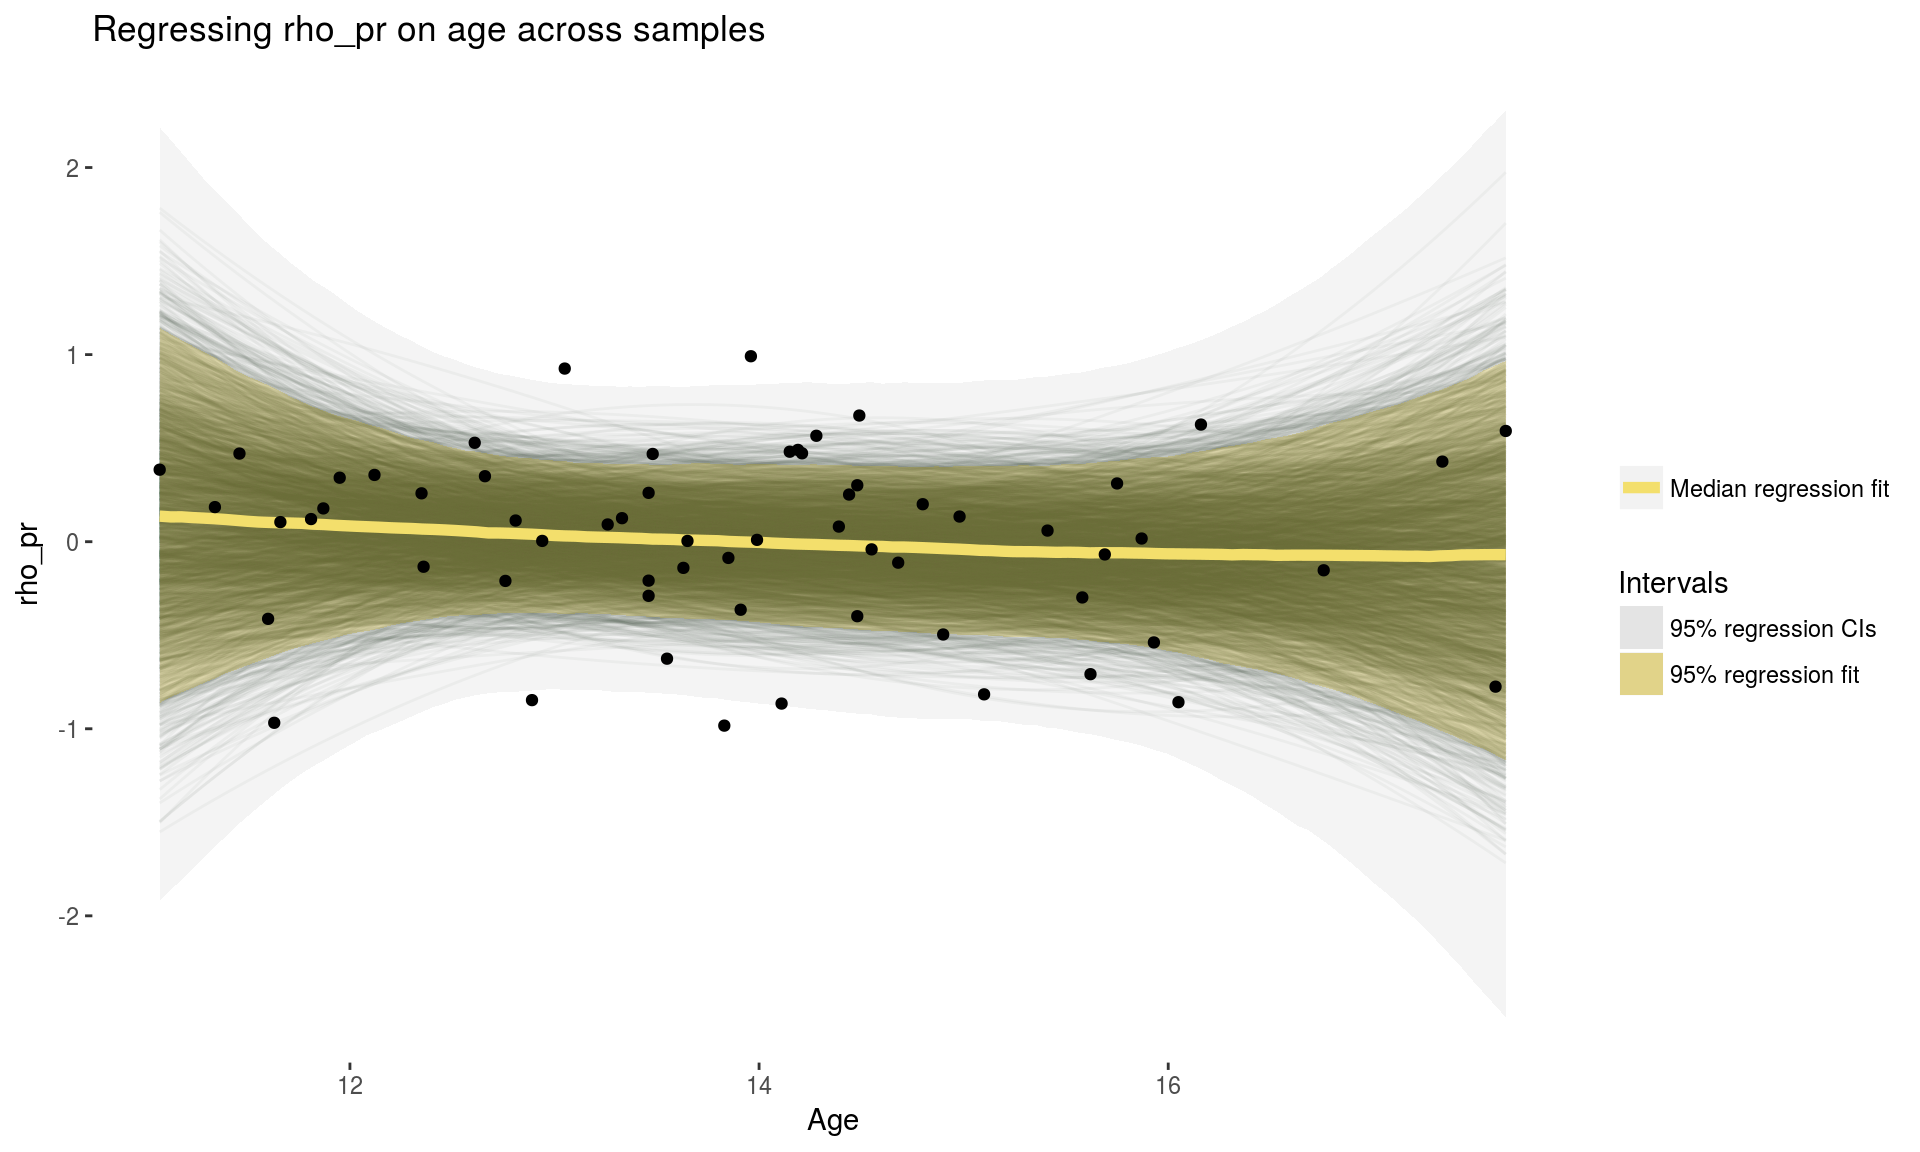 Regressing rho_pr on age across samples
2
1
0
-1
-2
rho_pr
12
14
16
Age
Median regression fit
Intervals
95% regression CIs
95% regression fit